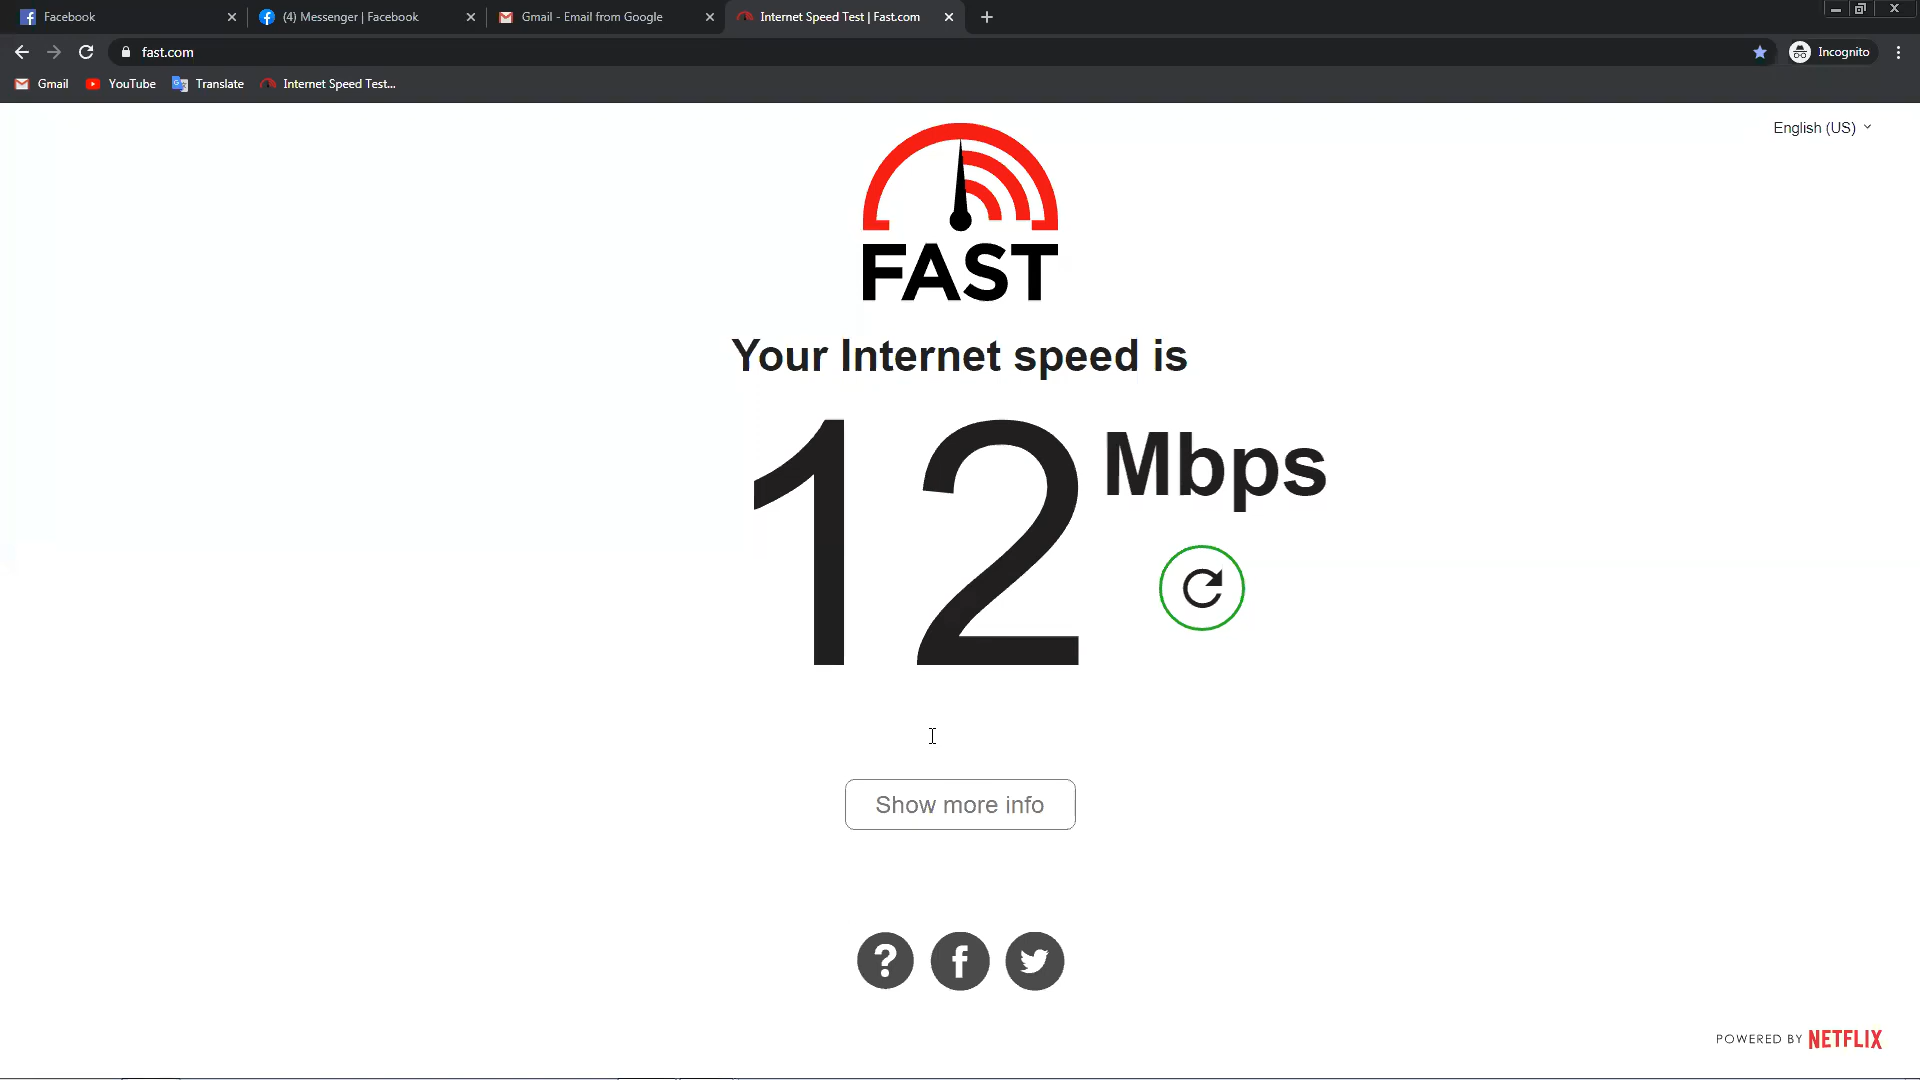 Facebook
(4) Messenger | Facebook
Gmail - Email from Google
Internet Speed Test | Fast.com
fast.com
Incognito
Gmail
YouTube
Translate
Internet Speed Test...
English (US)
FAST
Your Internet speed is
12 Mbps
Show more info
POWERED BY NETFLIX